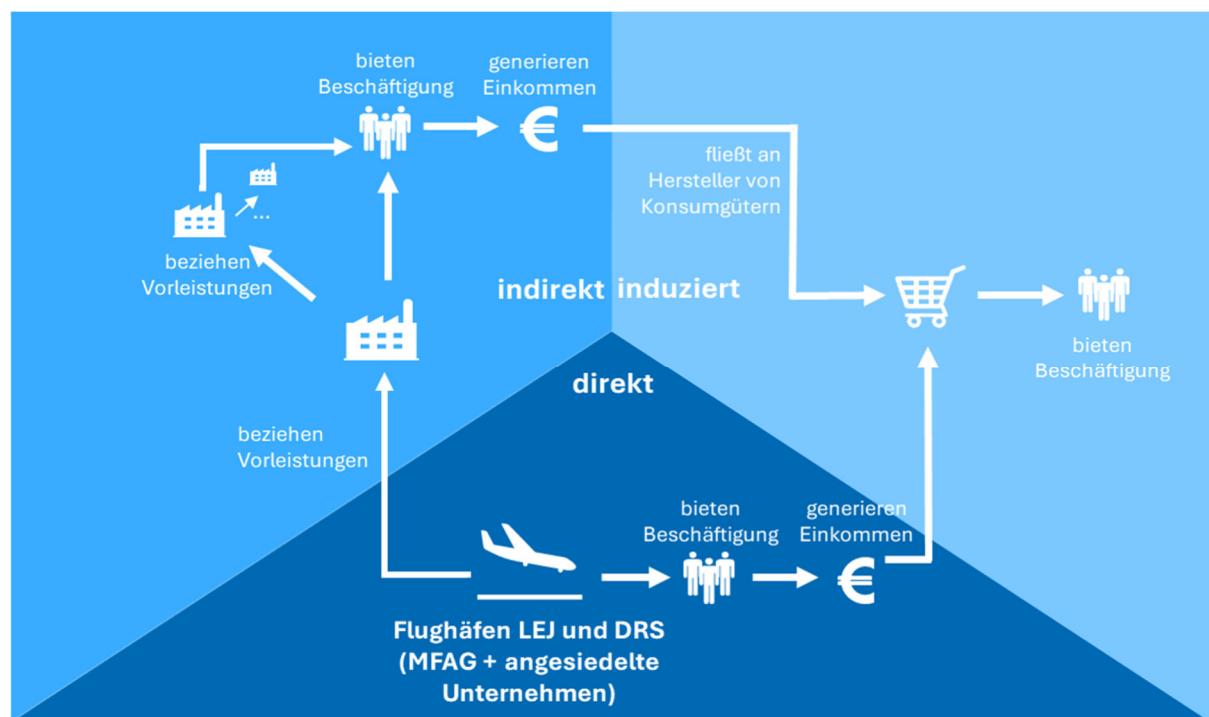 bieten
Beschäftigung
generieren
Einkommen
€
fließt an
Hersteller von
Konsumgütern
...
beziehen
Vorleistungen
indirekt
induziert
bieten
Beschäftigung
direkt
beziehen
Vorleistungen
bieten
Beschäftigung
generieren
Einkommen
€
Flughäfen LEJ und DRS
(MFAG + angesiedelte
Unternehmen)